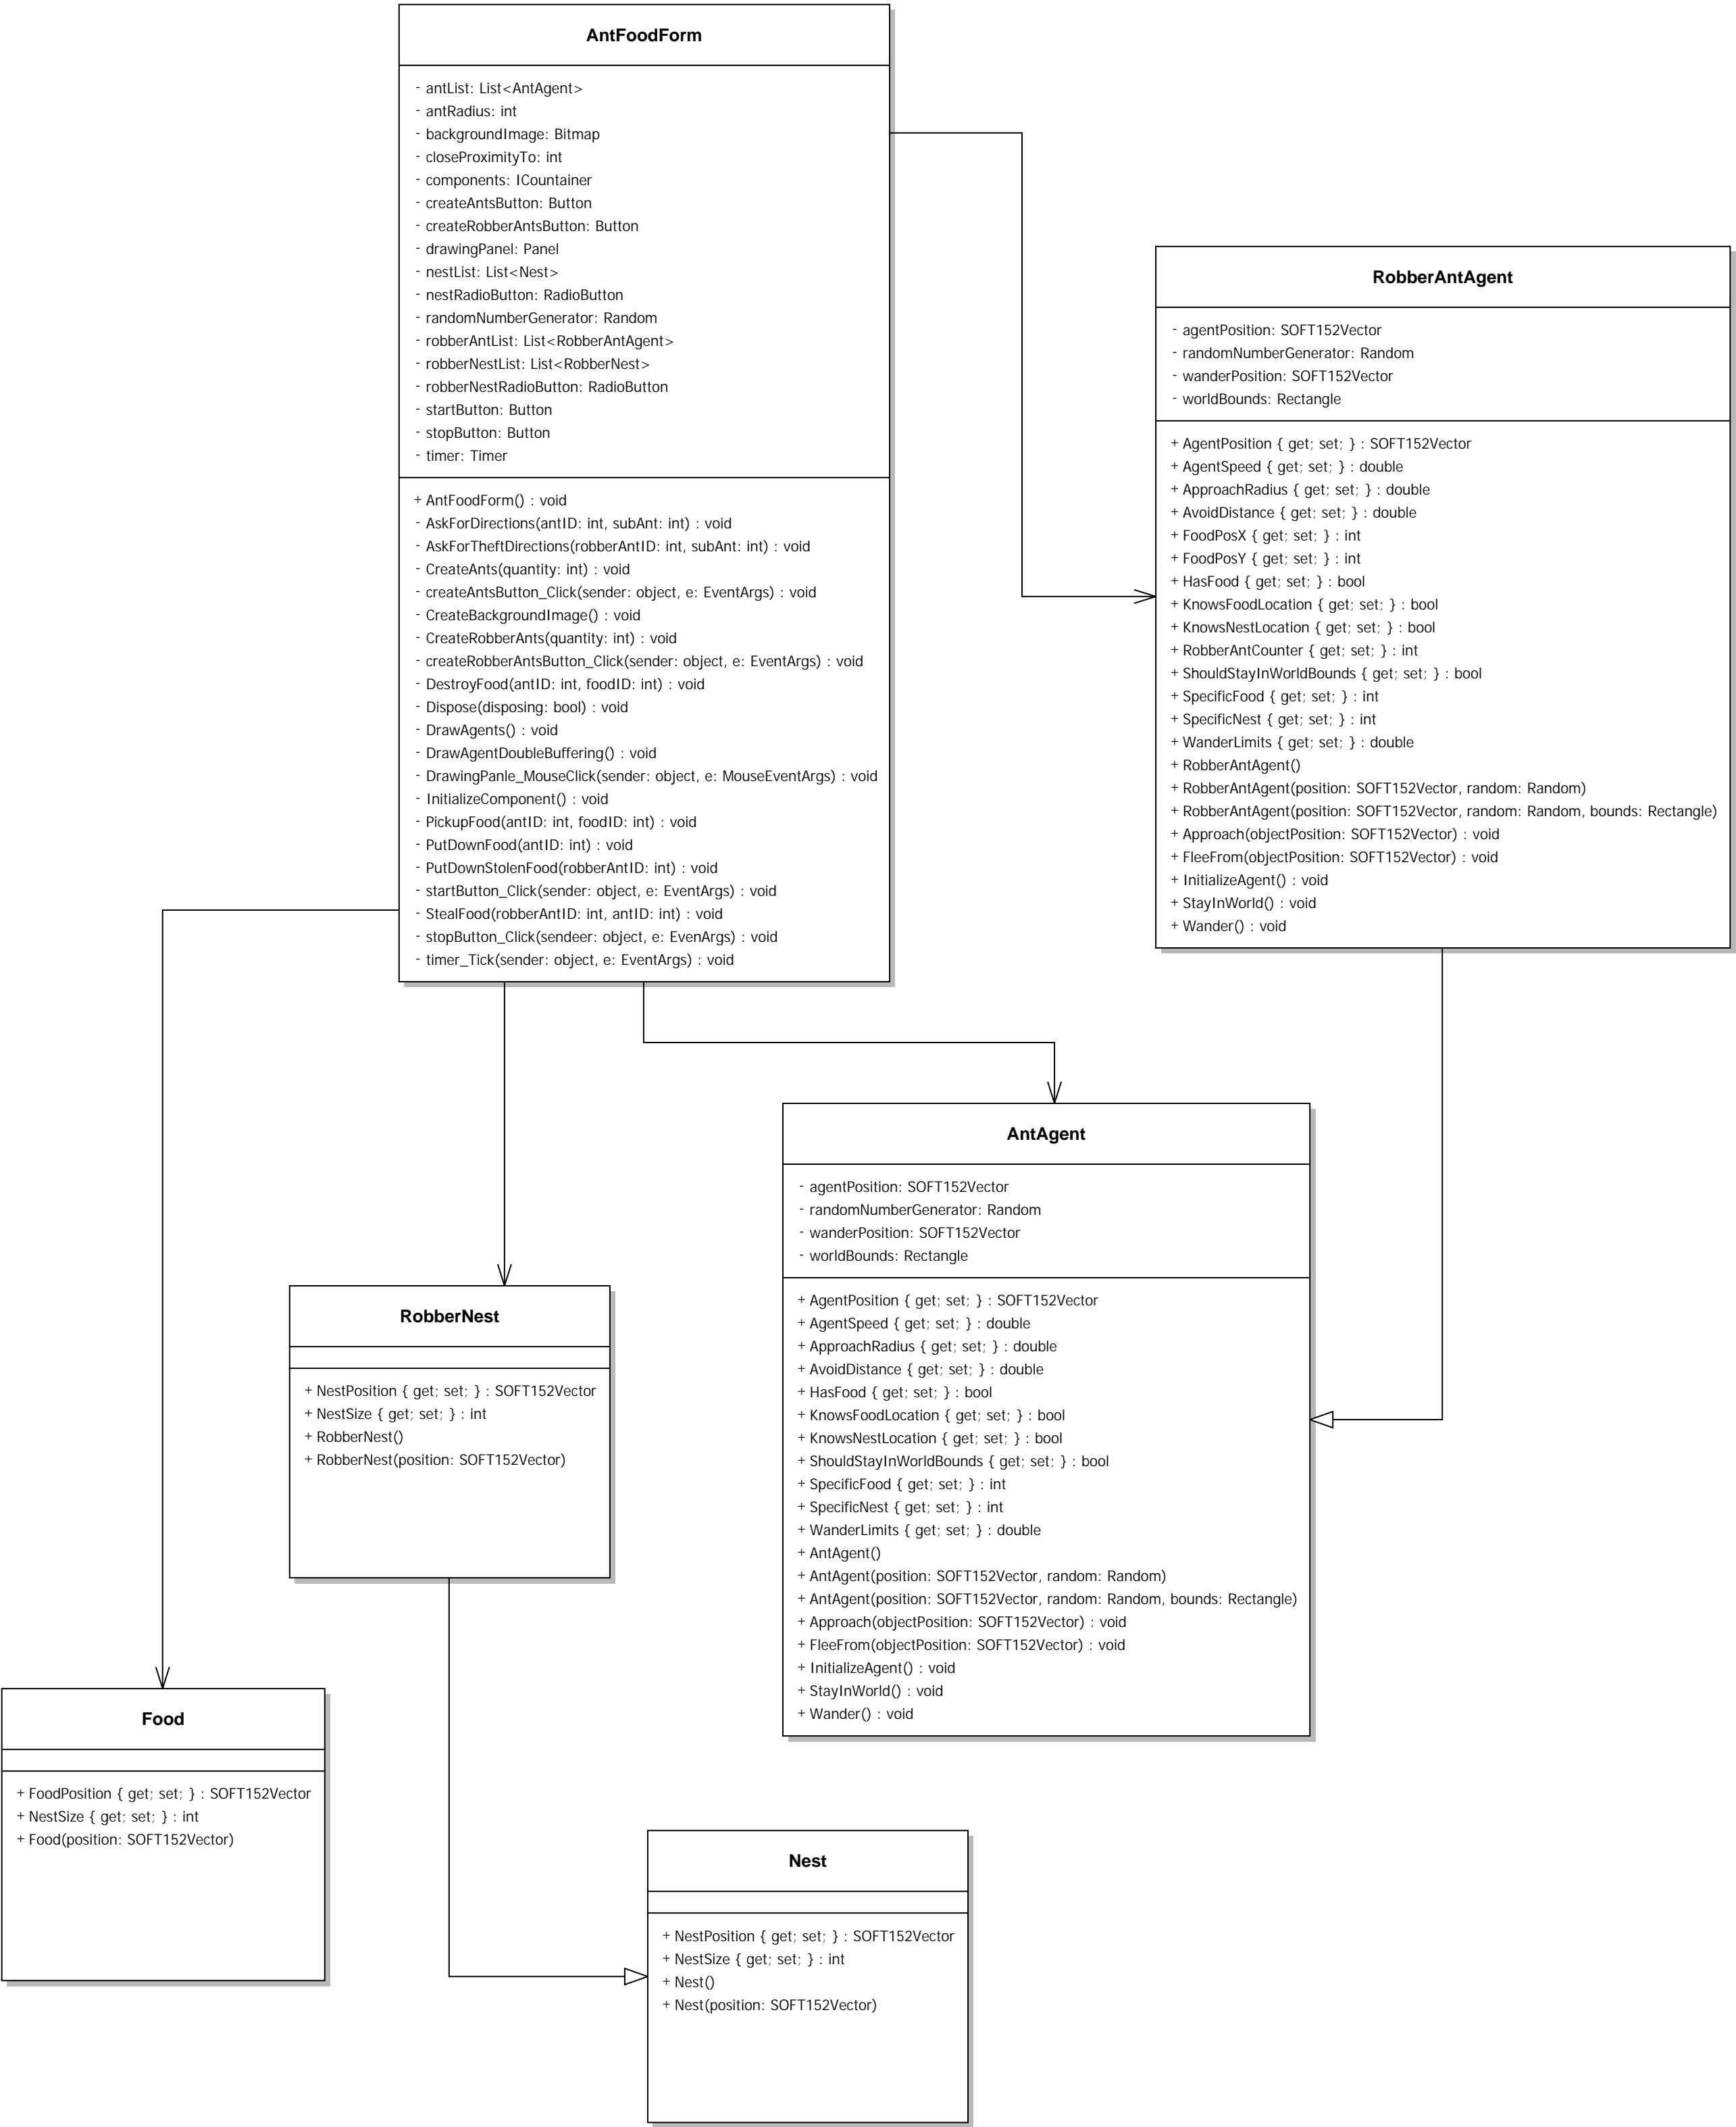 AntFoodForm
- antList: List<AntAgent>
- antRadius: int
- backgroundImage: Bitmap
- closeProximityTo: int
- components: ICountainer
- createAntsButton: Button
- createRobberAntsButton: Button
- drawingPanel: Panel
- nestList: List<Nest>
- nestRadioButton: RadioButton
- randomNumberGenerator: Random
- robberAntList: List<RobberAntAgent>
- robberNestList: List<RobberNest>
- robberNestRadioButton: RadioButton
- startButton: Button
- stopButton: Button
- timer: Timer
+ AntFoodForm() : void
- AskForDirections(antID: int, subAnt: int) : void
- AskForTheftDirections(robberAntID: int, subAnt: int) : void
- CreateAnts(quantity: int) : void
- createAntsButton_Click(sender: object, e: EventArgs) : void
- CreateBackgroundImage() : void
- CreateRobberAnts(quantity: int) : void
- createRobberAntsButton_Click(sender: object, e: EventArgs) : void
- DestroyFood(antID: int, foodID: int) : void
- Dispose(disposing: bool) : void
- DrawAgents() : void
- DrawAgentDoubleBuffering() : void
- DrawingPanle_MouseClick(sender: object, e: MouseEventArgs) : void
- InitializeComponent() : void
- PickupFood(antID: int, foodID: int) : void
- PutDownFood(antID: int) : void
- PutDownStolenFood(robberAntID: int) : void
- startButton_Click(sender: object, e: EventArgs) : void
- StealFood(robberAntID: int, antID: int) : void
- stopButton_Click(sendeer: object, e: EvenArgs) : void
- timer_Tick(sender: object, e: EventArgs) : void
RobberAntAgent
- agentPosition: SOFT152Vector
- randomNumberGenerator: Random
- wanderPosition: SOFT152Vector
- worldBounds: Rectangle
+ AgentPosition { get; set; } : SOFT152Vector
+ AgentSpeed { get; set; } : double
+ ApproachRadius { get; set; } : double
+ AvoidDistance { get; set; } : double
+ FoodPosX { get; set; } : int
+ FoodPosY { get; set; } : int
+ HasFood { get; set; } : bool
+ KnowsFoodLocation { get; set; } : bool
+ KnowsNestLocation { get; set; } : bool
+ RobberAntCounter { get; set; } : int
+ ShouldStayInWorldBounds { get; set; } : bool
+ SpecificFood { get; set; } : int
+ SpecificNest { get; set; } : int
+ WanderLimits { get; set; } : double
+ RobberAntAgent()
+ RobberAntAgent(position: SOFT152Vector, random: Random)
+ RobberAntAgent(position: SOFT152Vector, random: Random, bounds: Rectangle)
+ Approach(objectPosition: SOFT152Vector) : void
+ FleeFrom(objectPosition: SOFT152Vector) : void
+ InitializeAgent() : void
+ StayInWorld() : void
+ Wander() : void
AntAgent
- agentPosition: SOFT152Vector
- randomNumberGenerator: Random
- wanderPosition: SOFT152Vector
- worldBounds: Rectangle
+ AgentPosition { get; set; } : SOFT152Vector
+ AgentSpeed { get; set; } : double
+ ApproachRadius { get; set; } : double
+ AvoidDistance { get; set; } : double
+ HasFood { get; set; } : bool
+ KnowsFoodLocation { get; set; } : bool
+ KnowsNestLocation { get; set; } : bool
+ ShouldStayInWorldBounds { get; set; } : bool
+ SpecificFood { get; set; } : int
+ SpecificNest { get; set; } : int
+ WanderLimits { get; set; } : double
+ AntAgent()
+ AntAgent(position: SOFT152Vector, random: Random)
+ AntAgent(position: SOFT152Vector, random: Random, bounds: Rectangle)
+ Approach(objectPosition: SOFT152Vector) : void
+ FleeFrom(objectPosition: SOFT152Vector) : void
+ InitializeAgent() : void
+ StayInWorld() : void
+ Wander() : void
RobberNest
+ NestPosition { get; set; } : SOFT152Vector
+ NestSize { get; set; } : int
+ RobberNest()
+ RobberNest(position: SOFT152Vector)
Food
+ FoodPosition { get; set; } : SOFT152Vector
+ NestSize { get; set; } : int
+ Food(position: SOFT152Vector)
Nest
+ NestPosition { get; set; } : SOFT152Vector
+ NestSize { get; set; } : int
+ Nest()
+ Nest(position: SOFT152Vector)